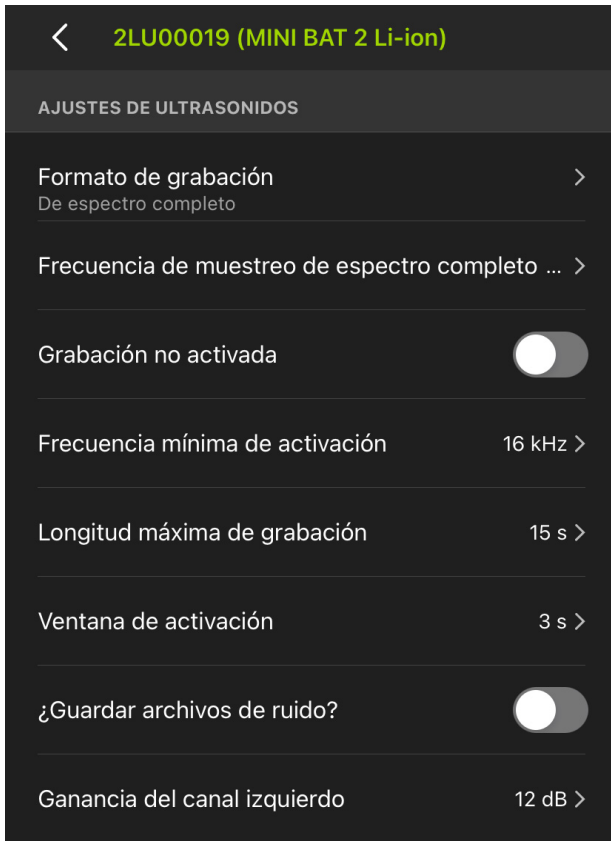 2LU00019 (MINI BAT 2 Li-ion)
AJUSTES DE ULTRASONIDOS
Formato de grabación
De espectro completo
Frecuencia de muestreo de espectro completo ...
Grabación no activada
Frecuencia mínima de activación 16 kHz
Longitud máxima de grabación 15 s
Ventana de activación 3 s
¿Guardar archivos de ruido?
Ganancia del canal izquierdo 12 dB